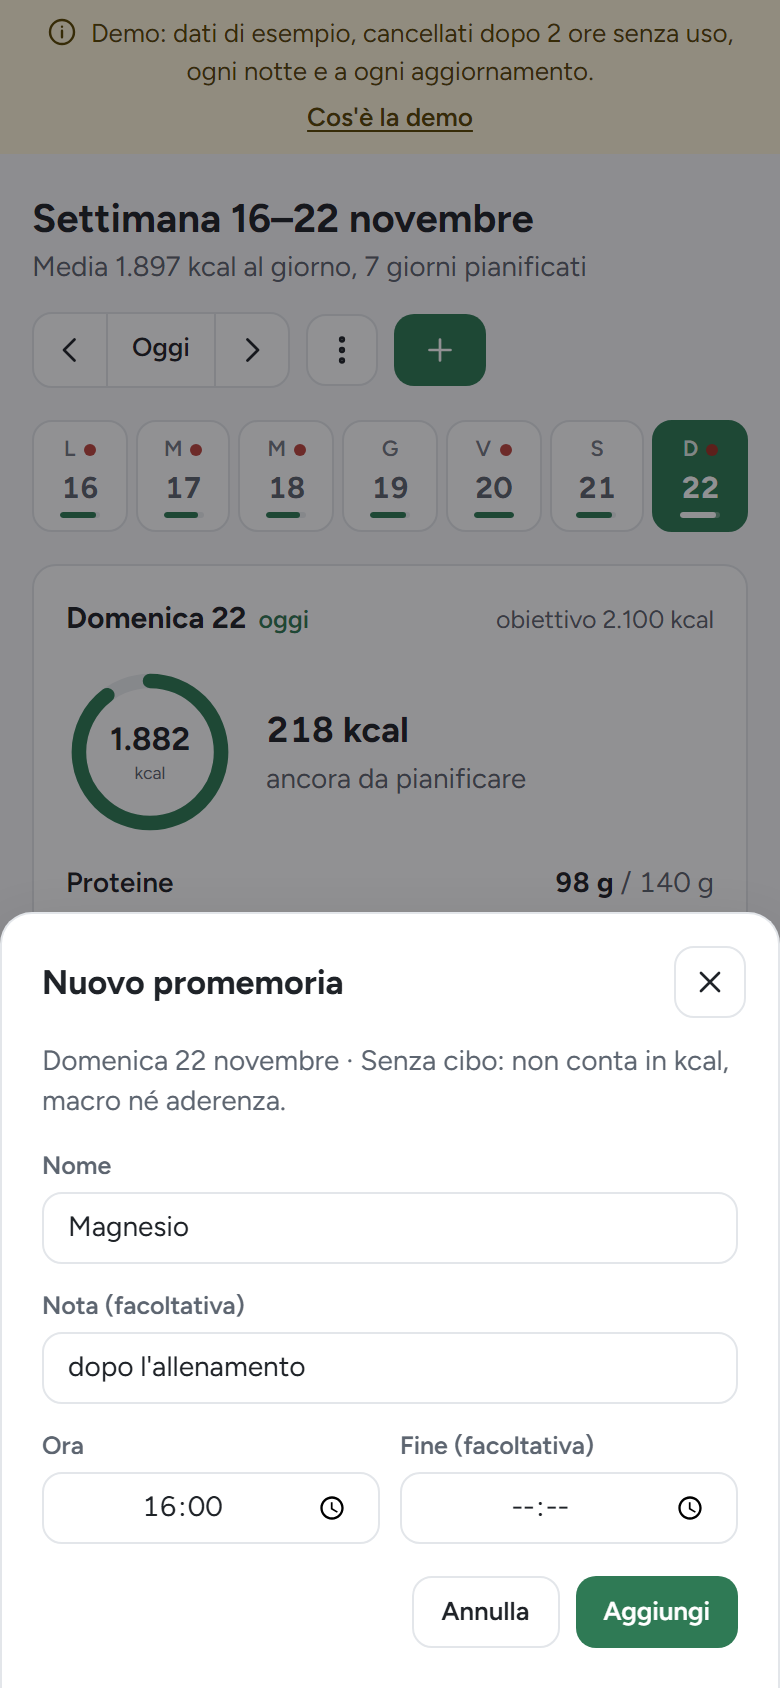 Demo: dati di esempio, cancellati dopo 2 ore senza uso,
ogni notte e a ogni aggiornamento.
Cos'è la demo
Settimana 16–22 novembre
Media 1.897 kcal al giorno, 7 giorni pianificati
Oggi
L M M G V S D
16 17 18 19 20 21 22
Domenica 22 oggi obiettivo 2.100 kcal
1.882 218 kcal
kcal ancora da pianificare
Proteine 98 g / 140 g
Nuovo promemoria
Domenica 22 novembre · Senza cibo: non conta in kcal,
macro né aderenza.
Nome
Magnesio
Nota (facoltativa)
dopo l'allenamento
Ora Fine (facoltativa)
16:00 --:--
Annulla Aggiungi